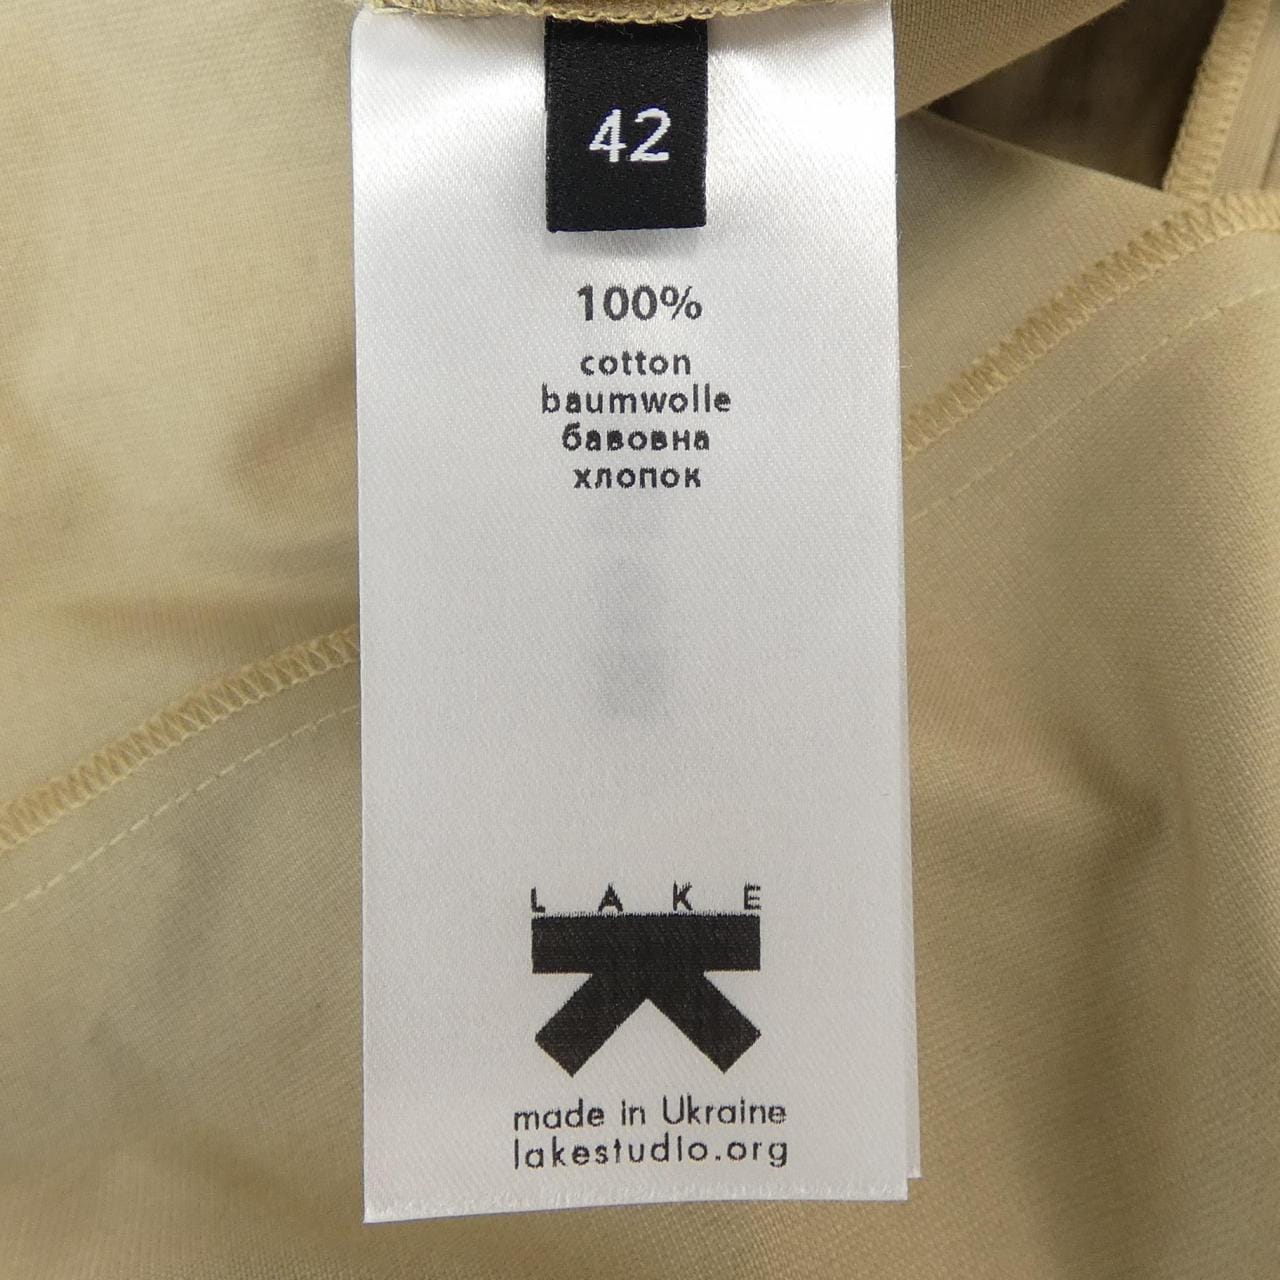 42
100%
cotton
baumwolle
бавовна
хлопок
LAKE
made in Ukraine
lakestudio.org